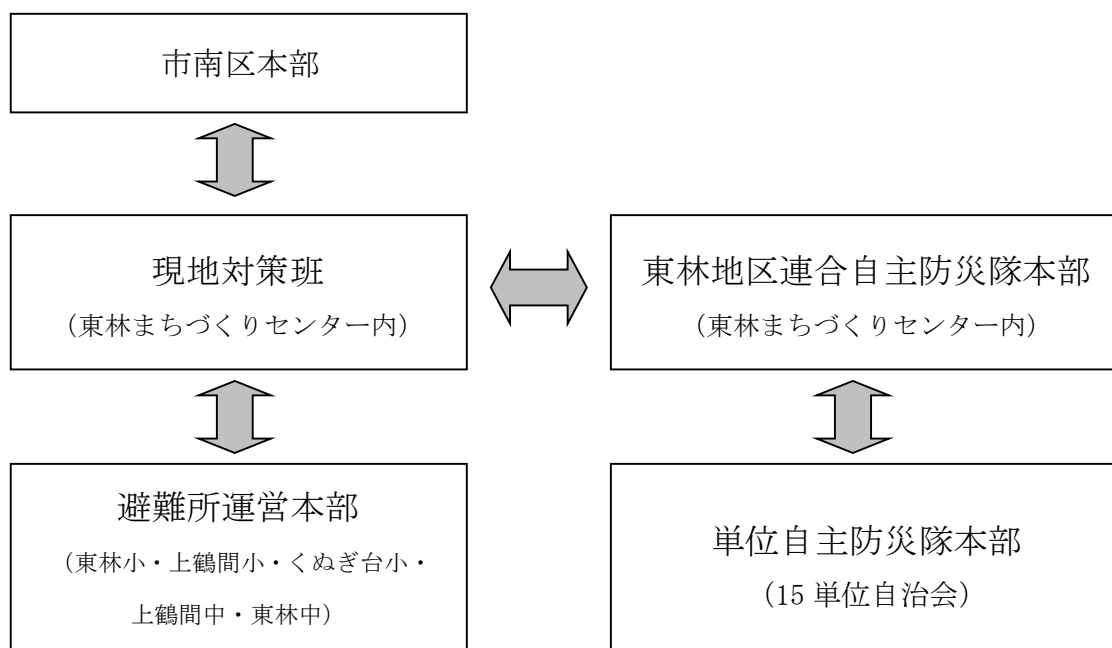 市南区本部
現地対策班
（東林まちづくりセンター内）
東林地区連合自主防災隊本部
（東林まちづくりセンター内）
避難所運営本部
（東林小・上鶴間小・くぬぎ台小・
上鶴間中・東林中）
単位自主防災隊本部
（15 単位自治会）